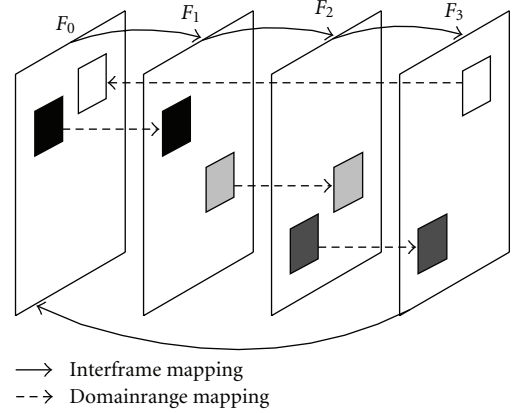 F₀ F₁ F₂ F₃
Interframe mapping
Domainrange mapping